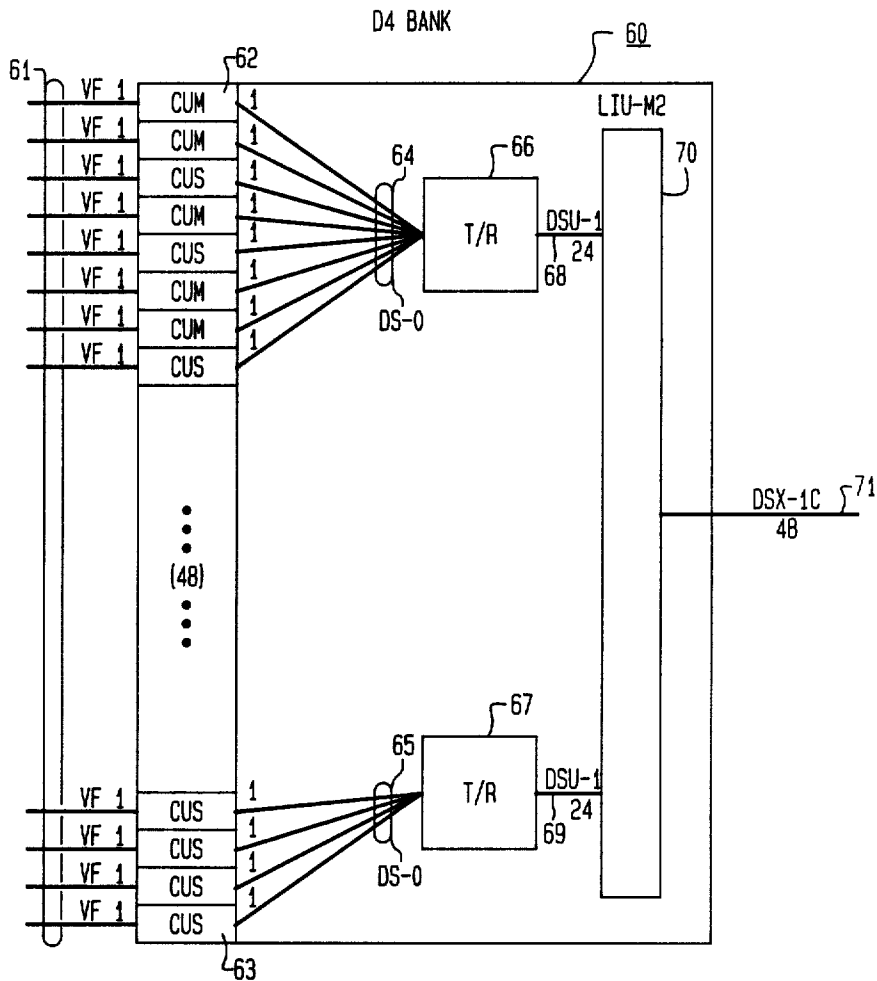 D4 BANK
60
61
62
VF 1 CUM 1
VF 1 CUM 1
VF 1 CUS 1
VF 1 CUM 1
VF 1 CUS 1
VF 1 CUM 1
VF 1 CUM 1
VF 1 CUS 1
64
DS-0
66
T/R
DSU-1
68
24
LIU-M2
70
DSX-1C
71
48
(48)
VF 1 CUS 1
VF 1 CUS 1
VF 1 CUS 1
VF 1 CUS 1
63
65
DS-0
67
T/R
DSU-1
69
24